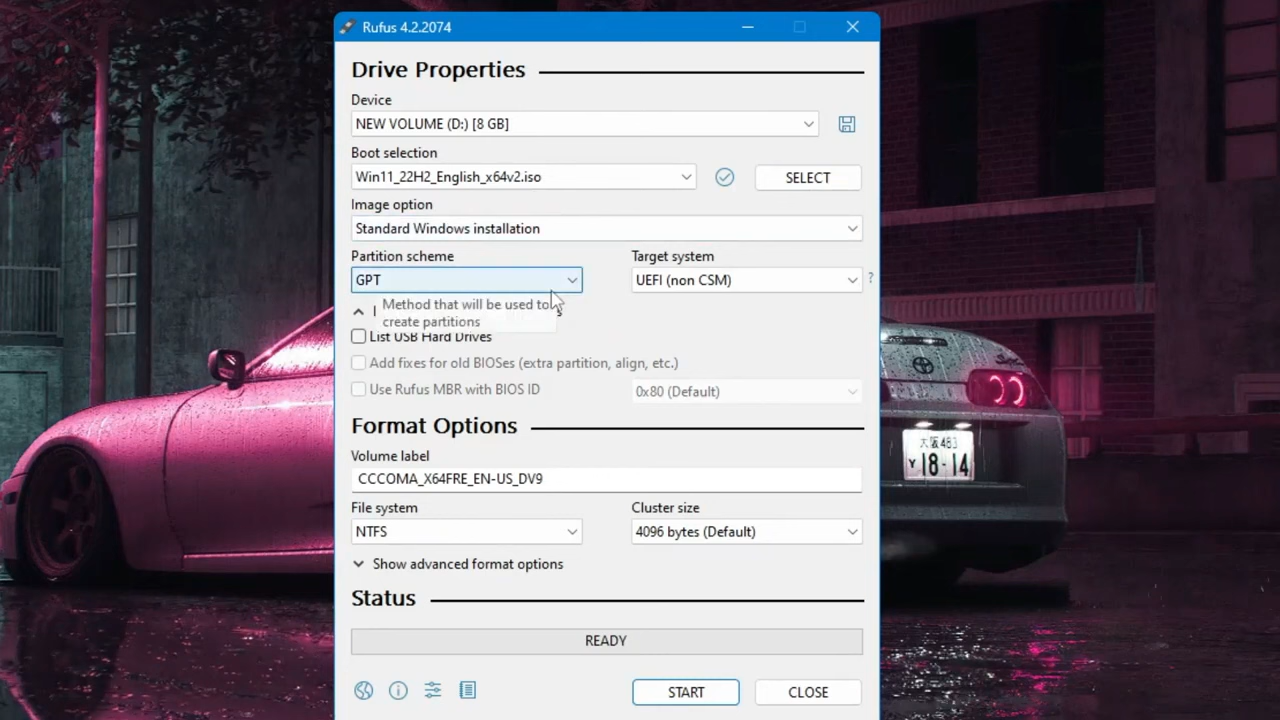 Rufus 4.2.2074
Drive Properties
Device
NEW VOLUME (D:) [8 GB]
Boot selection
Win11_22H2_English_x64v2.iso
SELECT
Image option
Standard Windows installation
Partition scheme
Target system
GPT
UEFI (non CSM)
?
Method that will be used to
create partitions
List USB Hard Drives
Add fixes for old BIOSes (extra partition, align, etc.)
Use Rufus MBR with BIOS ID
0x80 (Default)
Format Options
Volume label
CCCOMA_X64FRE_EN-US_DV9
File system
Cluster size
NTFS
4096 bytes (Default)
Show advanced format options
Status
READY
START
CLOSE
大阪 483
Y 18-14